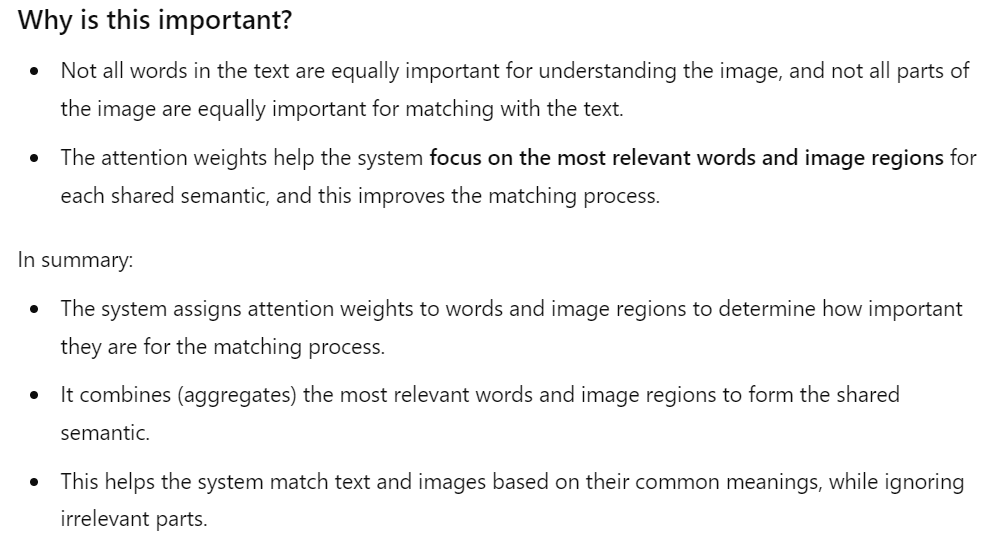 Why is this important?
• Not all words in the text are equally important for understanding the image, and not all parts of
the image are equally important for matching with the text.
• The attention weights help the system focus on the most relevant words and image regions for
each shared semantic, and this improves the matching process.
In summary:
• The system assigns attention weights to words and image regions to determine how important
they are for the matching process.
• It combines (aggregates) the most relevant words and image regions to form the shared
semantic.
• This helps the system match text and images based on their common meanings, while ignoring
irrelevant parts.